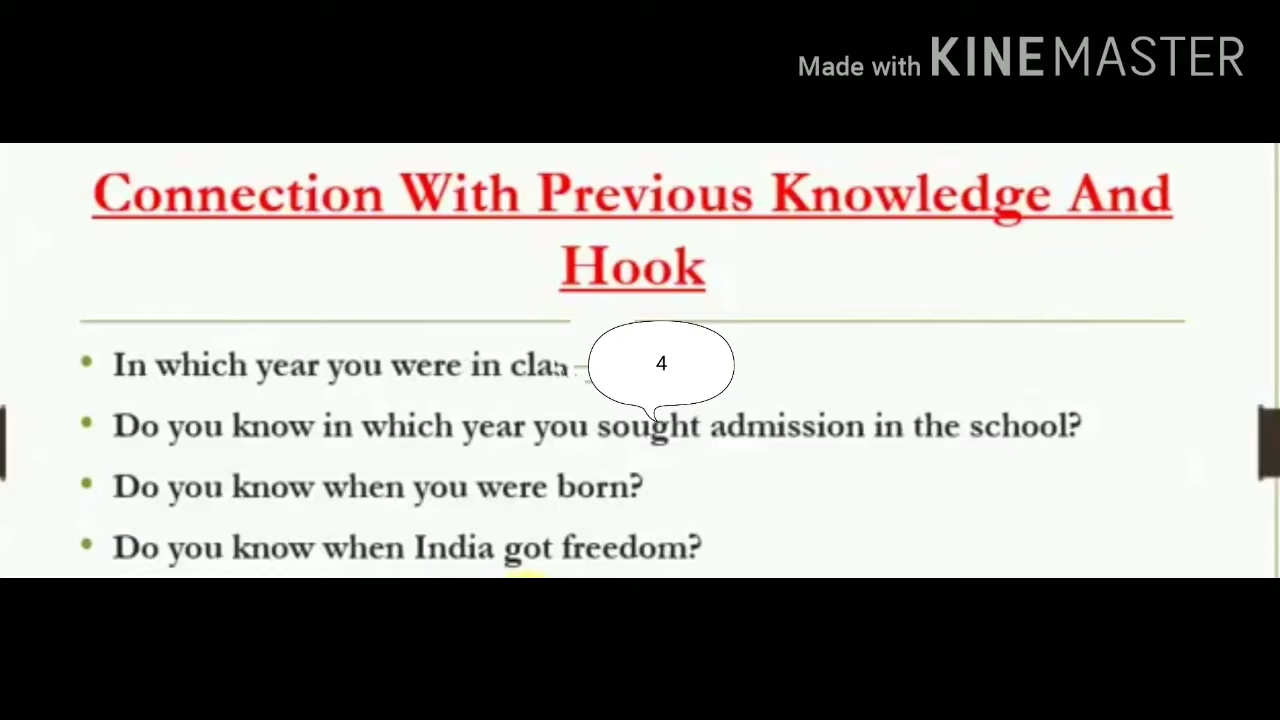 Made with KINEMASTER
Connection With Previous Knowledge And
Hook
• In which year you were in 4
• Do you know in which year you sought admission in the school?
• Do you know when you were born?
• Do you know when India got freedom?